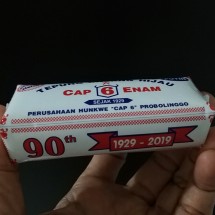 CAP 6 ENAM
SEJAK 1929
PERUSAHAAN HUNKWE "CAP 6" PROBOLINGGO
90th
1929 - 2019